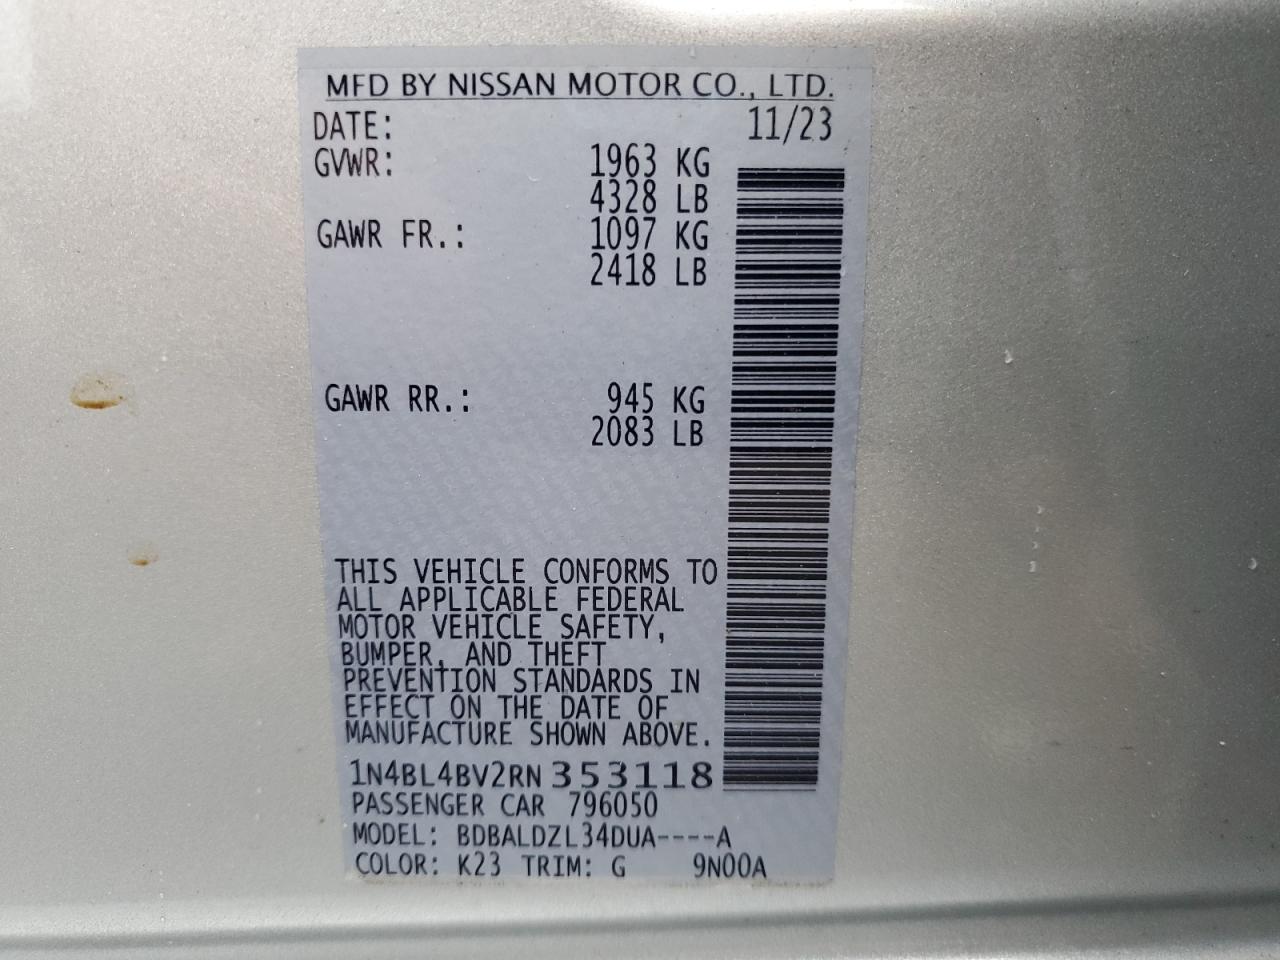 MFD BY NISSAN MOTOR CO., LTD.
DATE: 11/23
GVWR: 1963 KG
4328 LB
GAWR FR.: 1097 KG
2418 LB
GAWR RR.: 945 KG
2083 LB
THIS VEHICLE CONFORMS TO
ALL APPLICABLE FEDERAL
MOTOR VEHICLE SAFETY,
BUMPER, AND THEFT
PREVENTION STANDARDS IN
EFFECT ON THE DATE OF
MANUFACTURE SHOWN ABOVE.
1N4BL4BV2RN353118
PASSENGER CAR 796050
MODEL: BDBALDZL34DUA----A
COLOR: K23 TRIM: G 9N00A